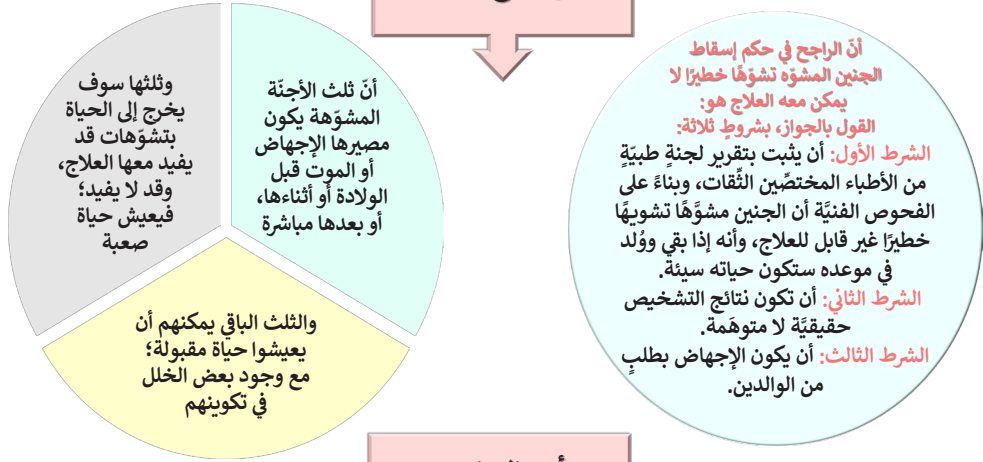 أنّ الراجح في حكم إسقاط
الجنين المشوّه تشوّهًا خطيرًا لا
يمكن معه العلاج هو:
القول بالجواز، بشروطٍ ثلاثة:
الشرط الأول: أن يثبت بتقرير لجنةٍ طبيّةٍ
من الأطباء المختصِّين الثِّقات، وبناءً على
الفحوص الفنيَّة أن الجنين مشوَّهًا تشويهًا
خطيرًا غير قابل للعلاج، وأنه إذا بقي ووُلد
في موعده ستكون حياته سيئة.
الشرط الثاني: أن تكون نتائج التشخيص
حقيقيَّة لا متوهَمة.
الشرط الثالث: أن يكون الإجهاض بطلبٍ
من الوالدين.
أنّ ثلث الأجنّة
المشوّهة يكون
مصيرها الإجهاض
أو الموت قبل
الولادة أو أثناءها،
أو بعدها مباشرة
وثلثها سوف
يخرج إلى الحياة
بتشوّهات قد
يفيد معها العلاج،
وقد لا يفيد؛
فيعيش حياة
صعبة
والثلث الباقي يمكنهم أن
يعيشوا حياة مقبولة؛
مع وجود بعض الخلل
في تكوينهم